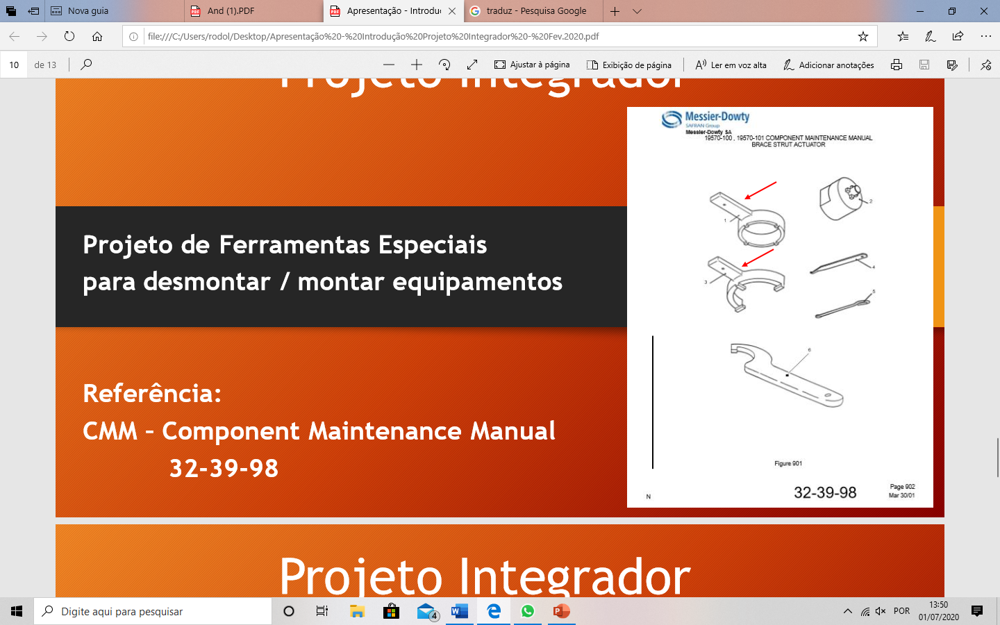 Nova guia
And (1).PDF
Apresentação - Introduç
traduz - Pesquisa Google
file:///C:/Users/rodol/Desktop/Apresentação%20-%20Introdução%20Projeto%20Integrador%20-%20Fev.2020.pdf
10 de 13
Ajustar à página
Exibição de página
Ler em voz alta
Adicionar anotações
Projeto Integrador
Messier-Dowty
SAFRAN Group
Messier-Dowty SA
19570-100 , 19570-101 COMPONENT MAINTENANCE MANUAL
BRACE STRUT ACTUATOR
1
2
3
4
5
6
Figure 901
N
32-39-98
Page 902
Mar 30/01
Projeto de Ferramentas Especiais
para desmontar / montar equipamentos
Referência:
CMM – Component Maintenance Manual
32-39-98
Projeto Integrador
Digite aqui para pesquisar
4
POR
13:50
01/07/2020